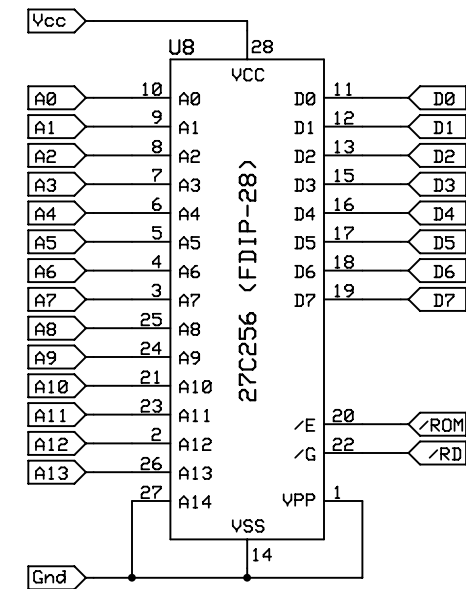 Vcc
U8 28
VCC
A0 10 A0 D0 11 D0
A1 9 A1 D1 12 D1
A2 8 A2 D2 13 D2
A3 7 A3 D3 15 D3
A4 6 A4 D4 16 D4
A5 5 A5 D5 17 D5
A6 4 A6 D6 18 D6
A7 3 A7 D7 19 D7
A8 25 A8
A9 24 A9
A10 21 A10
A11 23 A11
A12 2 A12 /E 20 /ROM
A13 26 A13 /G 22 /RD
27 A14 VPP 1
27C256 (FDIP-28)
VSS
14
Gnd